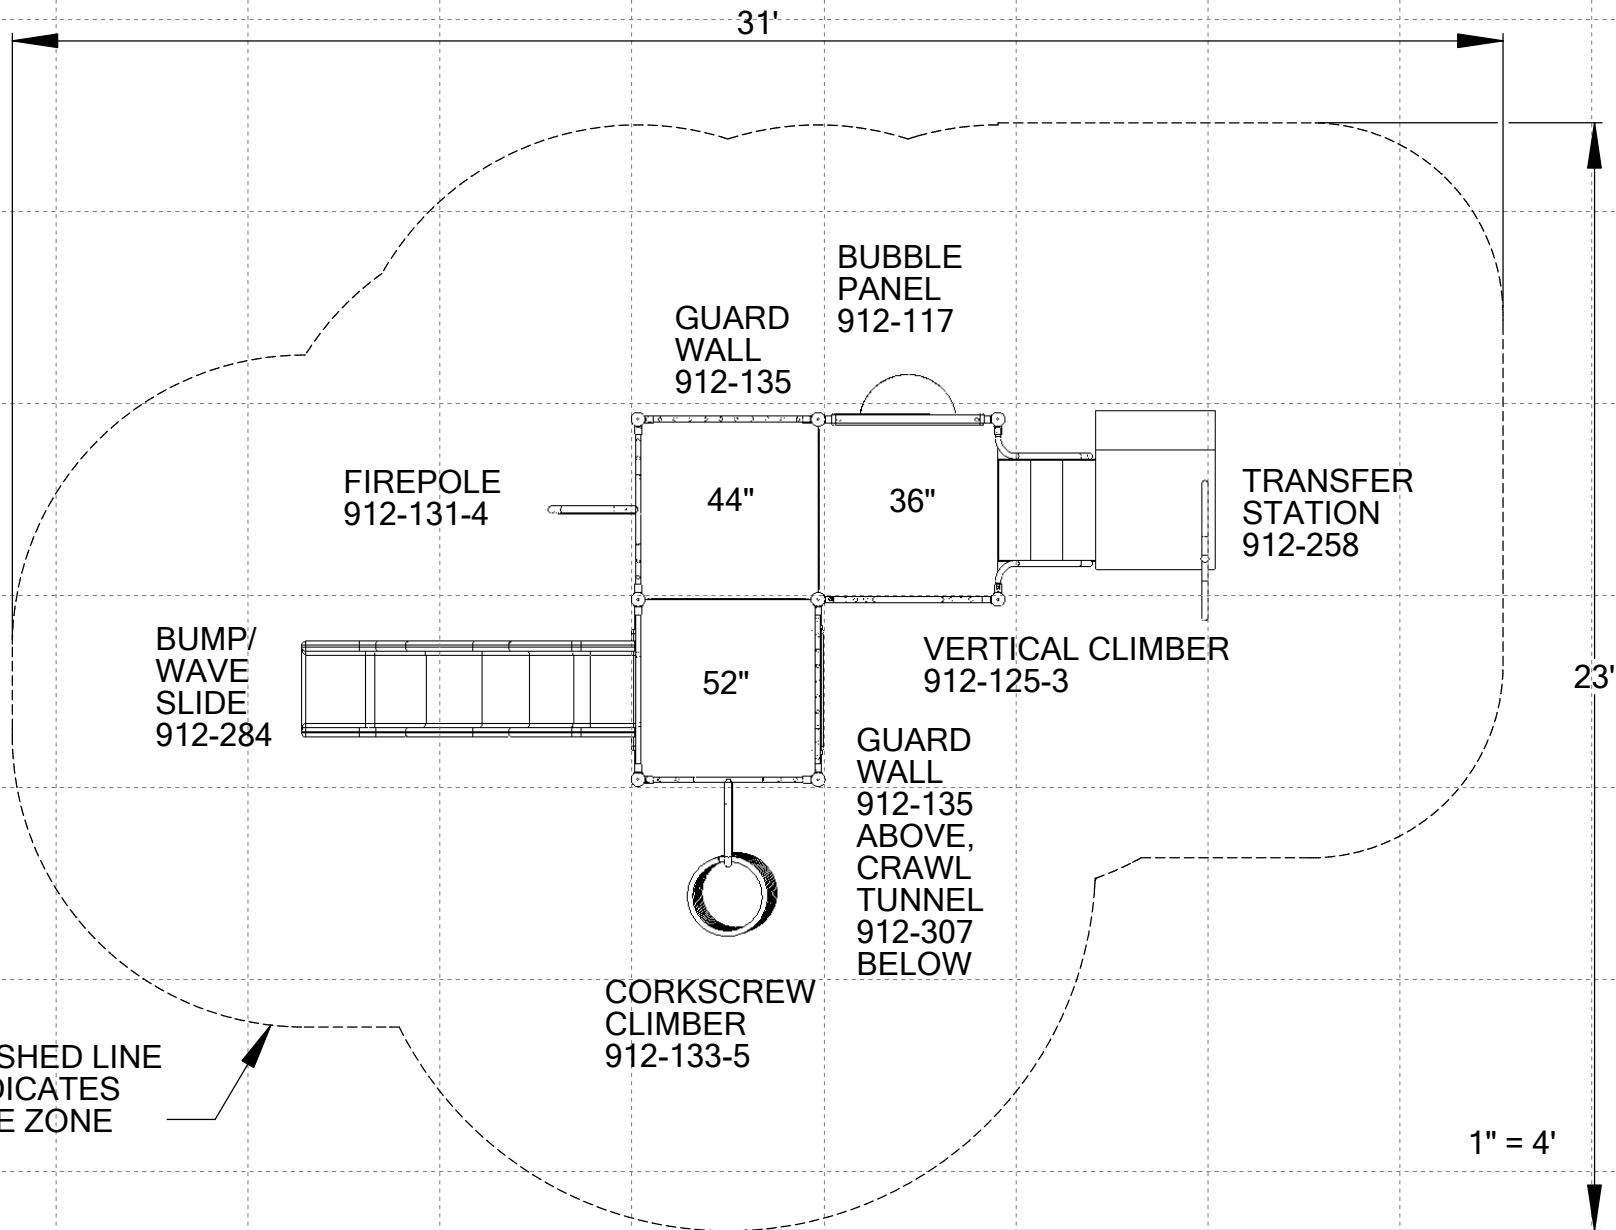 31'
BUBBLE
PANEL
912-117
GUARD
WALL
912-135
FIREPOLE
912-131-4
44"
36"
TRANSFER
STATION
912-258
BUMP/
WAVE
SLIDE
912-284
52"
VERTICAL CLIMBER
912-125-3
23'
GUARD
WALL
912-135
ABOVE,
CRAWL
TUNNEL
912-307
BELOW
CORKSCREW
CLIMBER
912-133-5
SHED LINE
DICATES
E ZONE
1" = 4'